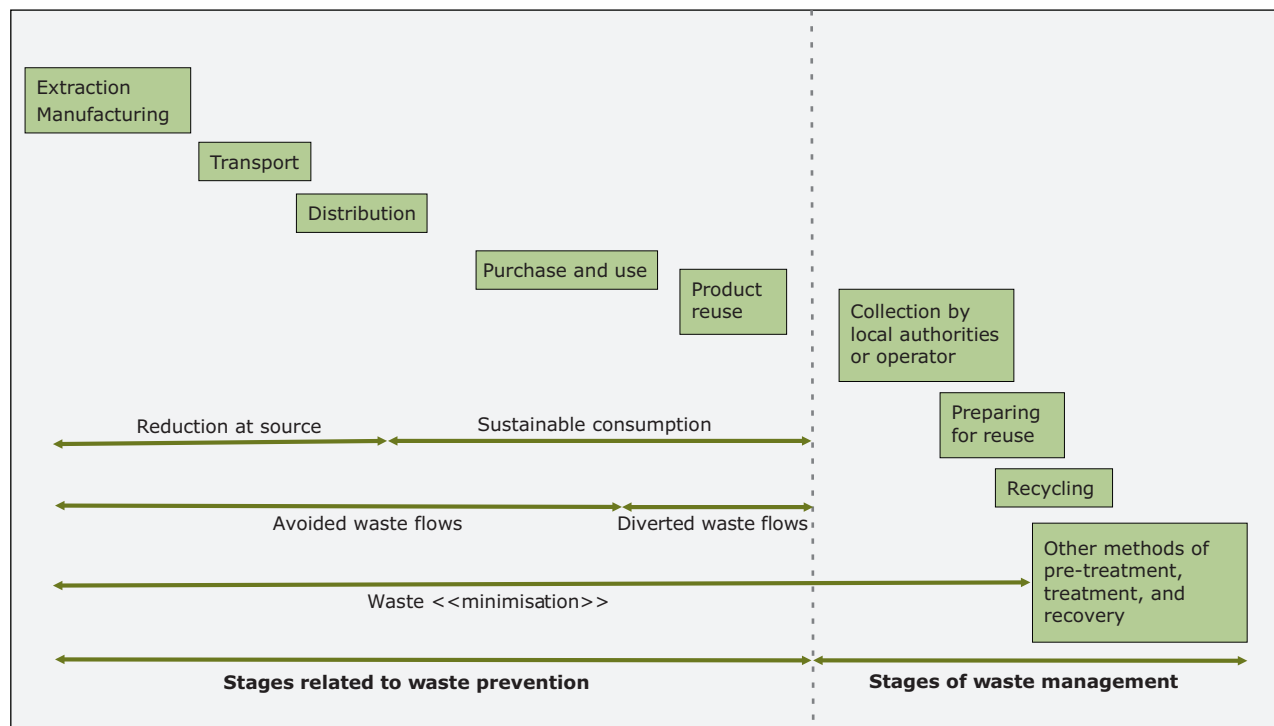 Extraction
Manufacturing
Transport
Distribution
Purchase and use
Product
reuse
Collection by
local authorities
or operator
Preparing
for reuse
Recycling
Other methods of
pre-treatment,
treatment, and
recovery
Reduction at source
Sustainable consumption
Avoided waste flows
Diverted waste flows
Waste <<minimisation>>
Stages related to waste prevention
Stages of waste management